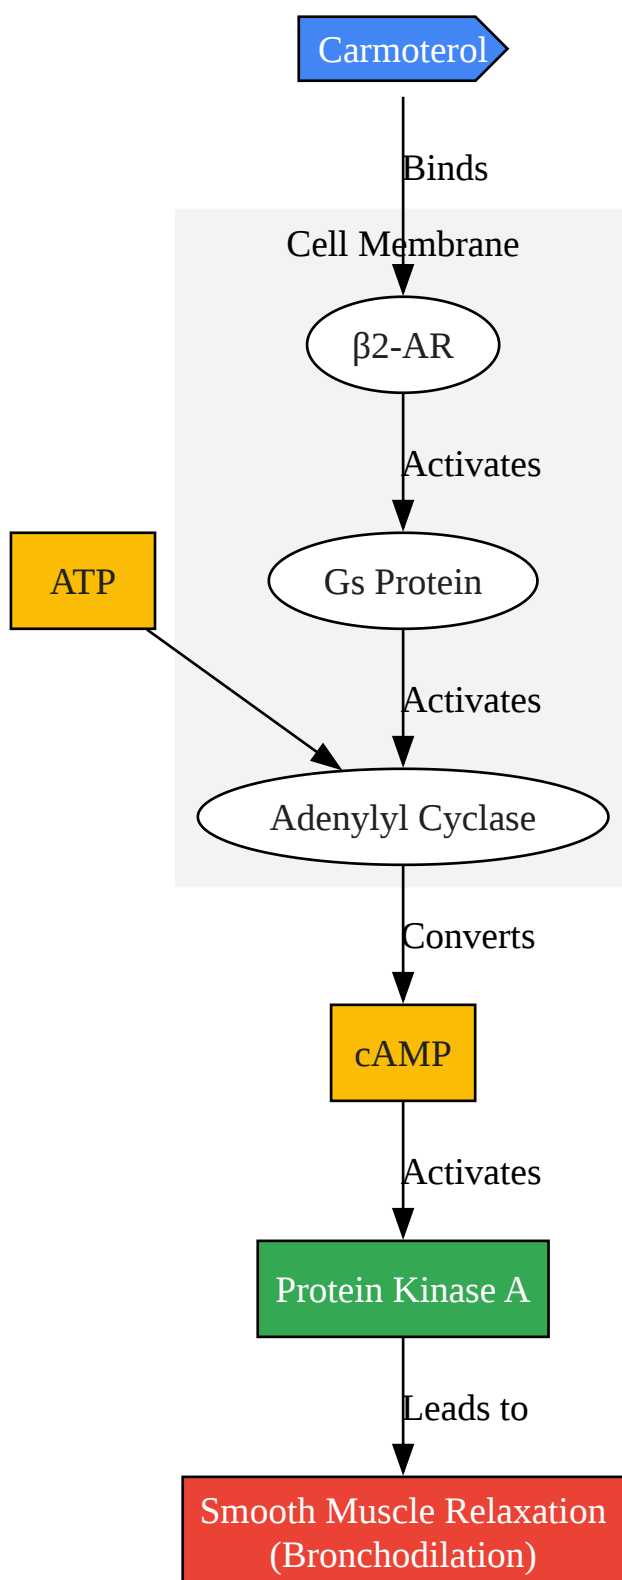 Carmoterol
Binds
Cell Membrane
β2-AR
Activates
ATP
Gs Protein
Activates
Adenylyl Cyclase
Converts
cAMP
Activates
Protein Kinase A
Leads to
Smooth Muscle Relaxation
(Bronchodilation)